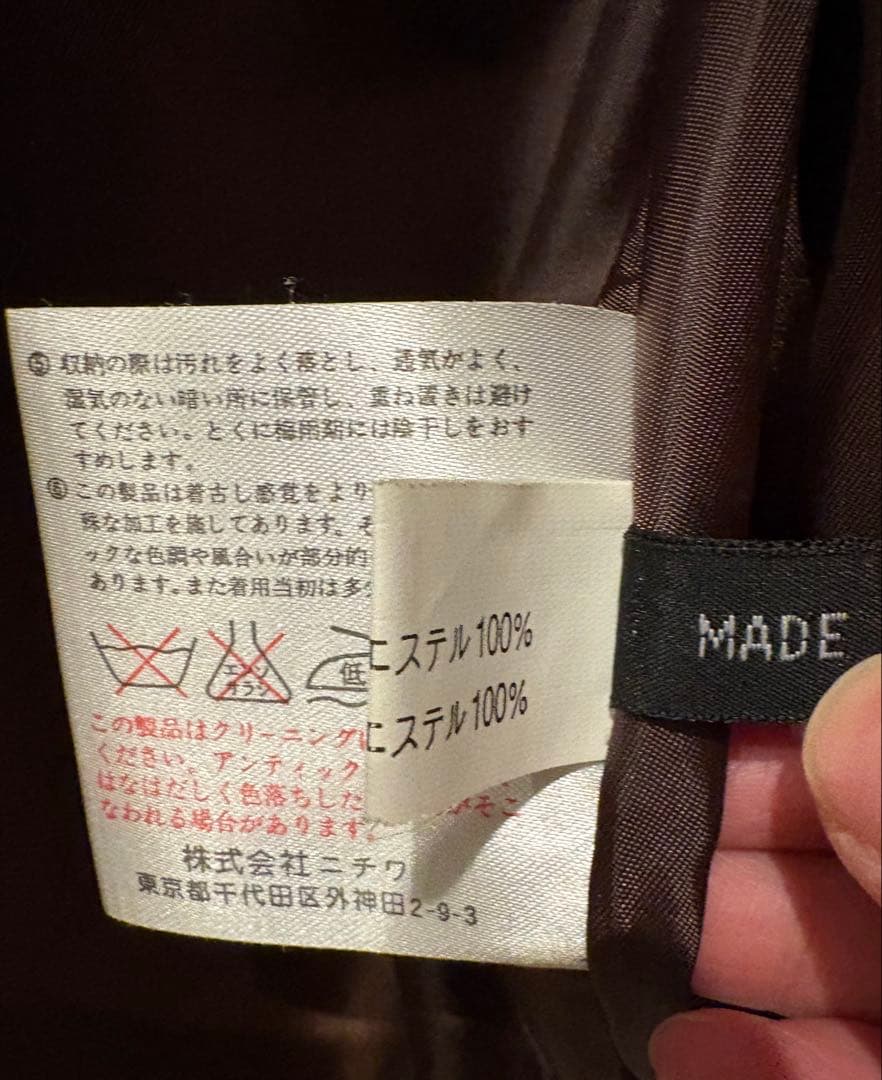 ⑤ 収納の際は汚れをよく落とし、通気がよく、
湿気のない暗い所に保管し、重ね置きは避け
てください。とくに梅雨期には陰干しをおす
すめします。
⑥ この製品は着古し感覚をより
殊な加工を施してあります。そ
ックな色調や風合いが部分的
あります。また着用当初は多
エンソ
オラン
低
ステル100%
ステル100%
この製品はクリーニング
ください。アンティック
はなはだしく色落ちした
がそこ
なわれる場合があります。
株式会社ニチワ
東京都千代田区外神田2-9-3
MADE